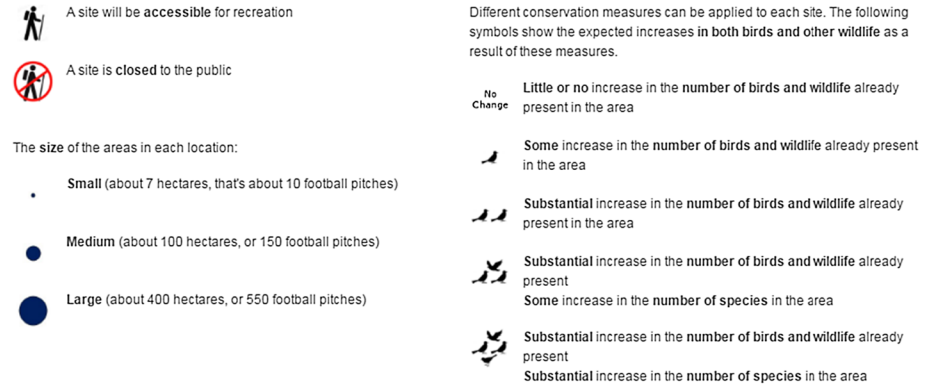 A site will be accessible for recreation
A site is closed to the public
The size of the areas in each location:
Small (about 7 hectares, that's about 10 football pitches)
Medium (about 100 hectares, or 150 football pitches)
Large (about 400 hectares, or 550 football pitches)
Different conservation measures can be applied to each site. The following
symbols show the expected increases in both birds and other wildlife as a
result of these measures.
No
Change
Little or no increase in the number of birds and wildlife already
present in the area
Some increase in the number of birds and wildlife already present
in the area
Substantial increase in the number of birds and wildlife already
present in the area
Substantial increase in the number of birds and wildlife already
present
Some increase in the number of species in the area
Substantial increase in the number of birds and wildlife already
present
Substantial increase in the number of species in the area